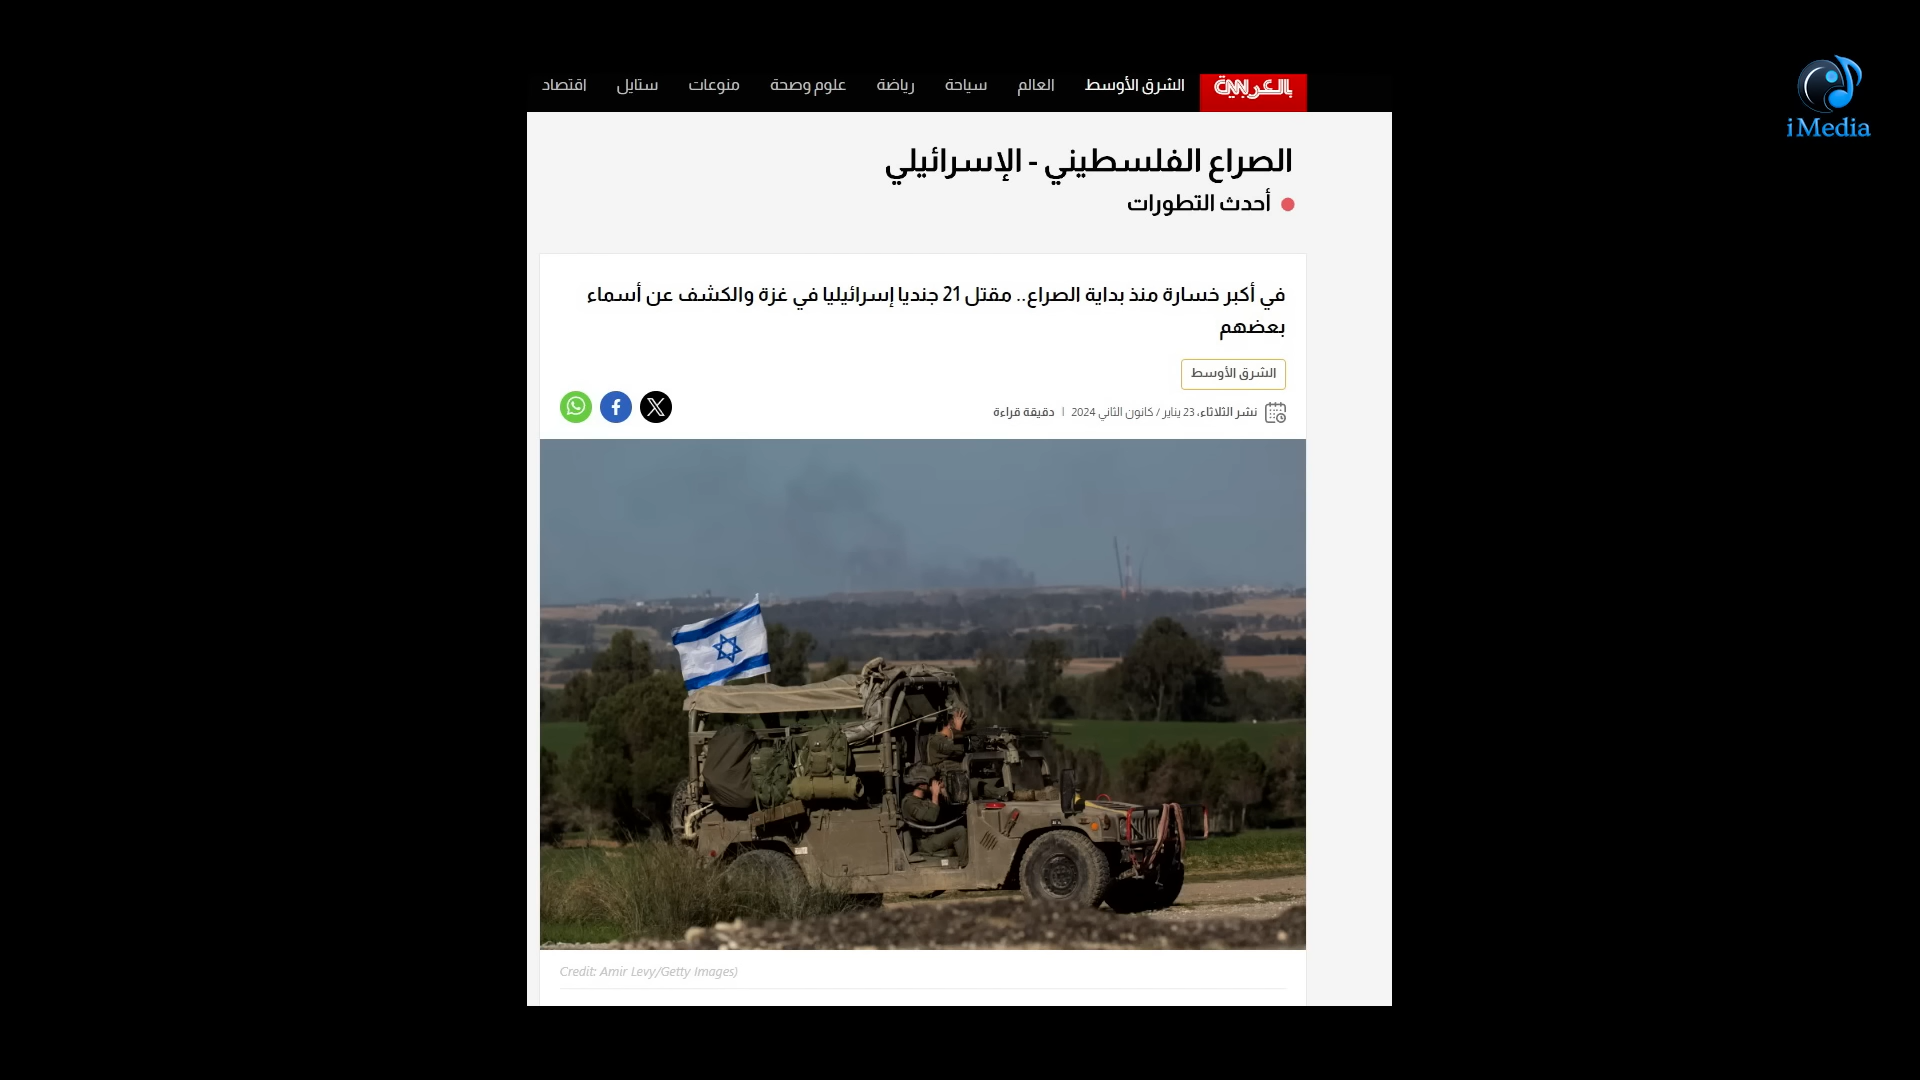 بالعربية CNN الشرق الأوسط العالم سياحة رياضة علوم وصحة منوعات ستايل اقتصاد
iMedia
الصراع الفلسطيني - الإسرائيلي
أحدث التطورات
في أكبر خسارة منذ بداية الصراع.. مقتل 21 جنديا إسرائيليا في غزة والكشف عن أسماء
بعضهم
الشرق الأوسط
نشر الثلاثاء، 23 يناير / كانون الثاني 2024 | دقيقة قراءة
Credit: Amir Levy/Getty Images)